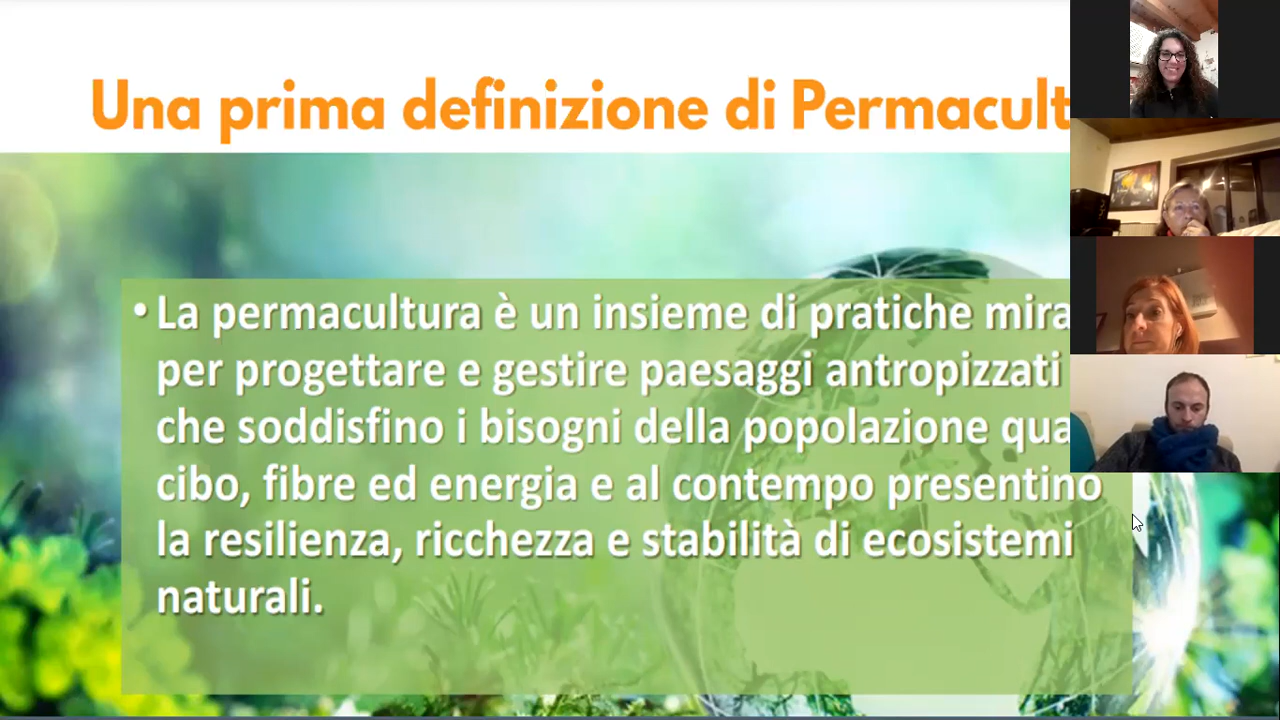 Una prima definizione di Permacult
• La permacultura è un insieme di pratiche mira
per progettare e gestire paesaggi antropizzati
che soddisfino i bisogni della popolazione qua
cibo, fibre ed energia e al contempo presentino
la resilienza, ricchezza e stabilità di ecosistemi
naturali.